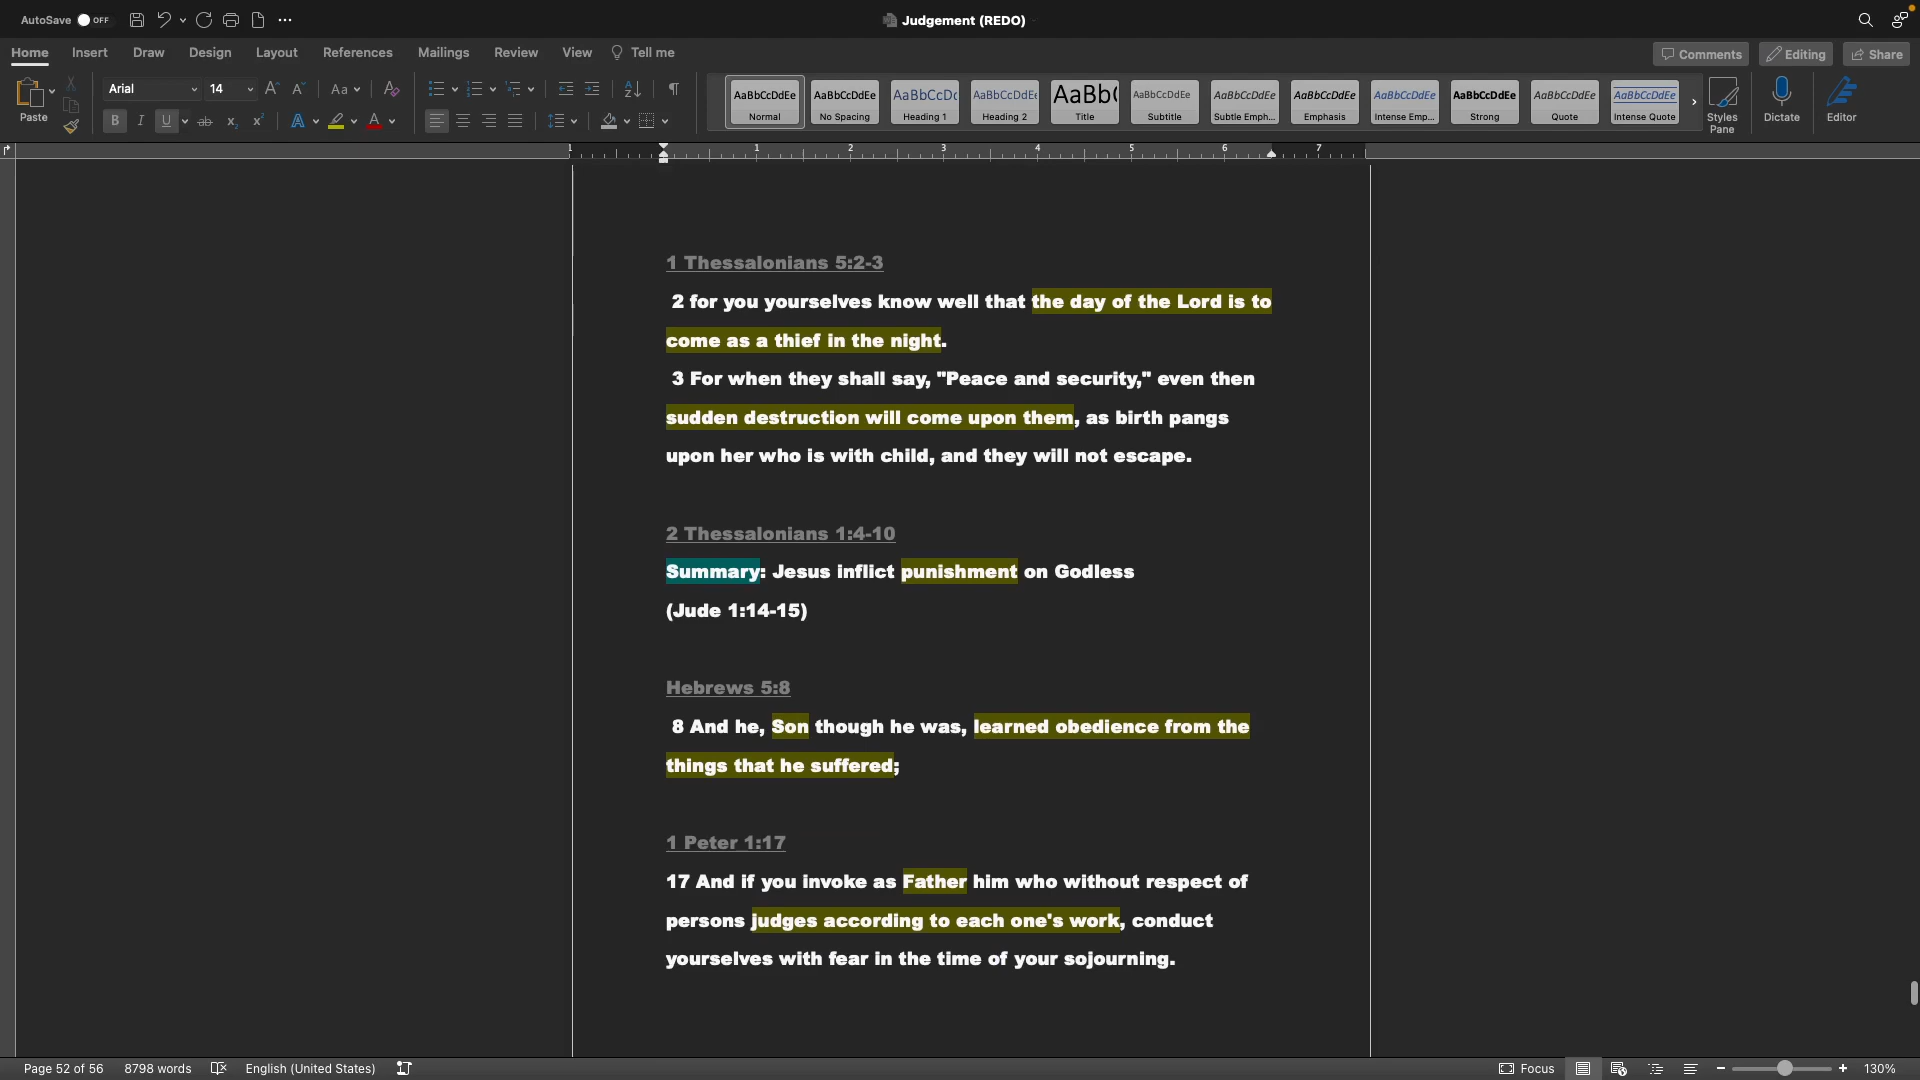 AutoSave OFF
Judgement (REDO)
Home Insert Draw Design Layout References Mailings Review View Tell me
Comments Editing Share
Paste
Arial 14
Aa
AaBbCcDdEe AaBbCcDdEe AaBbCcDc AaBbCcDdEe AaBb( AaBbCcDdEe AaBbCcDdEe AaBbCcDdEe AaBbCcDdEe AaBbCcDdEe AaBbCcDdEe AaBbCcDdEe
Normal No Spacing Heading 1 Heading 2 Title Subtitle Subtle Emph... Emphasis Intense Emp... Strong Quote Intense Quote
Styles Pane
Dictate
Editor
1 1 2 3 4 5 6 7
1 Thessalonians 5:2-3
2 for you yourselves know well that the day of the Lord is to
come as a thief in the night.
3 For when they shall say, "Peace and security," even then
sudden destruction will come upon them, as birth pangs
upon her who is with child, and they will not escape.
2 Thessalonians 1:4-10
Summary: Jesus inflict punishment on Godless
(Jude 1:14-15)
Hebrews 5:8
8 And he, Son though he was, learned obedience from the
things that he suffered;
1 Peter 1:17
17 And if you invoke as Father him who without respect of
persons judges according to each one's work, conduct
yourselves with fear in the time of your sojourning.
Page 52 of 56 8798 words English (United States) Focus 130%